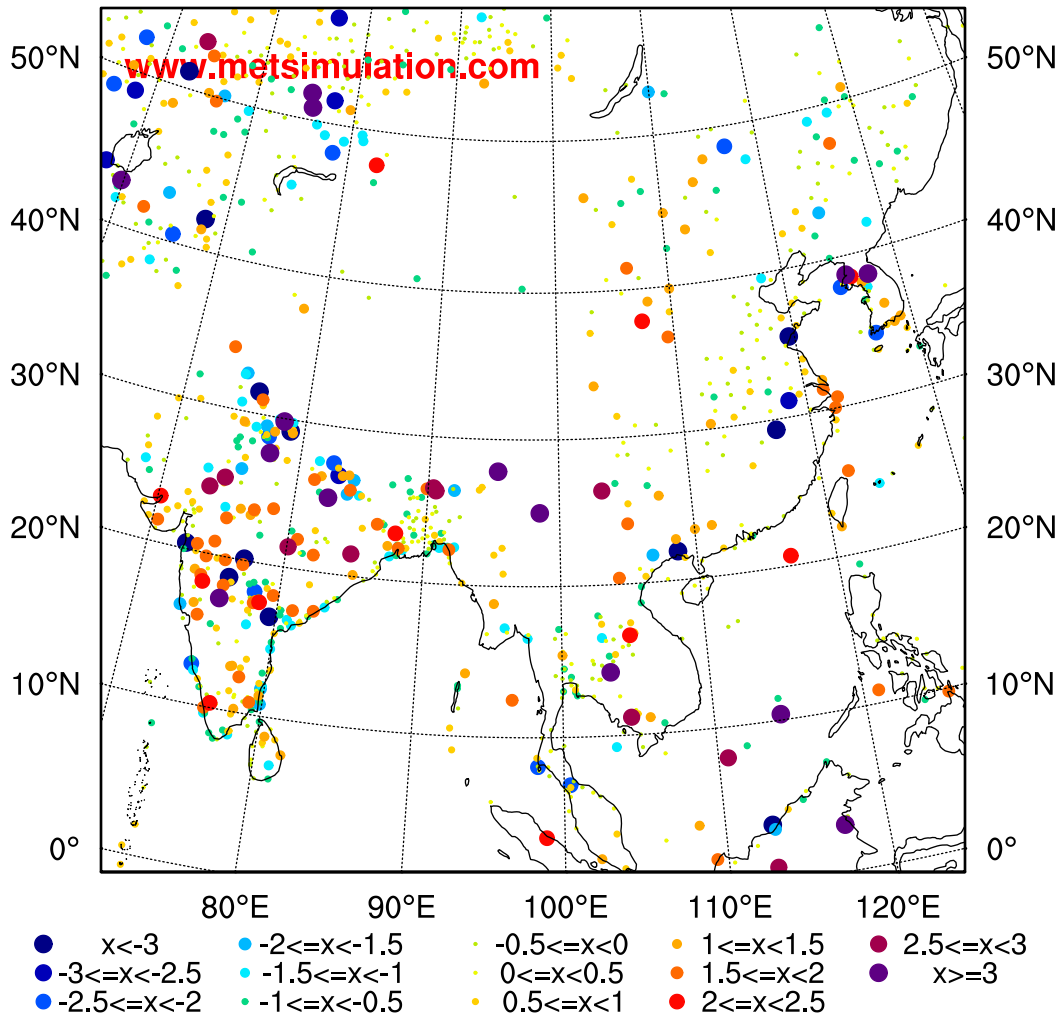 50°N 50°N
www.metsimulation.com
40°N 40°N
30°N 30°N
20°N 20°N
10°N 10°N
0° 0°
80°E 90°E 100°E 110°E 120°E
x<-3 -2<=x<-1.5 -0.5<=x<0 1<=x<1.5 2.5<=x<3
-3<=x<-2.5 -1.5<=x<-1 0<=x<0.5 1.5<=x<2 x>=3
-2.5<=x<-2 -1<=x<-0.5 0.5<=x<1 2<=x<2.5